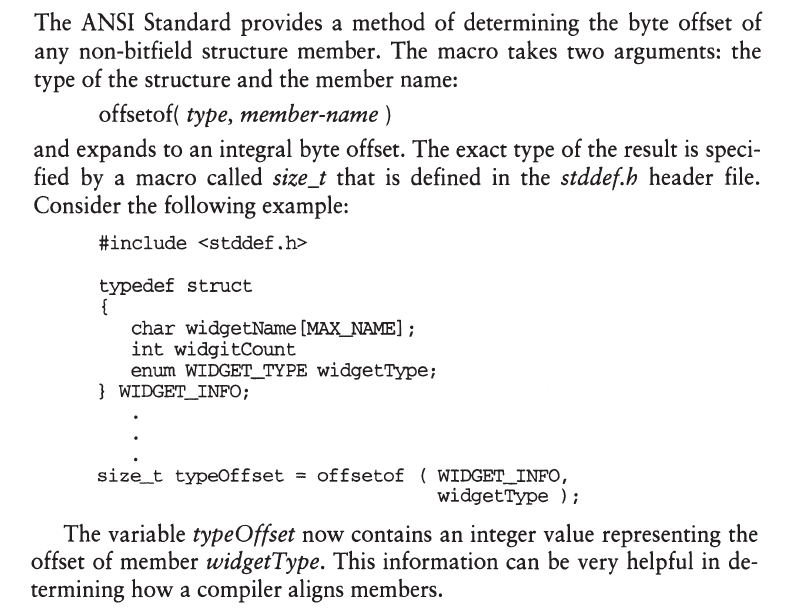 The ANSI Standard provides a method of determining the byte offset of
any non-bitfield structure member. The macro takes two arguments: the
type of the structure and the member name:
offsetof( type, member-name )
and expands to an integral byte offset. The exact type of the result is speci-
fied by a macro called size_t that is defined in the stddef.h header file.
Consider the following example:
#include <stddef.h>
typedef struct
{
char widgetName[MAX_NAME];
int widgitCount
enum WIDGET_TYPE widgetType;
} WIDGET_INFO;
.
.
.
size_t typeOffset = offsetof ( WIDGET_INFO,
widgetType );
The variable typeOffset now contains an integer value representing the
offset of member widgetType. This information can be very helpful in de-
termining how a compiler aligns members.